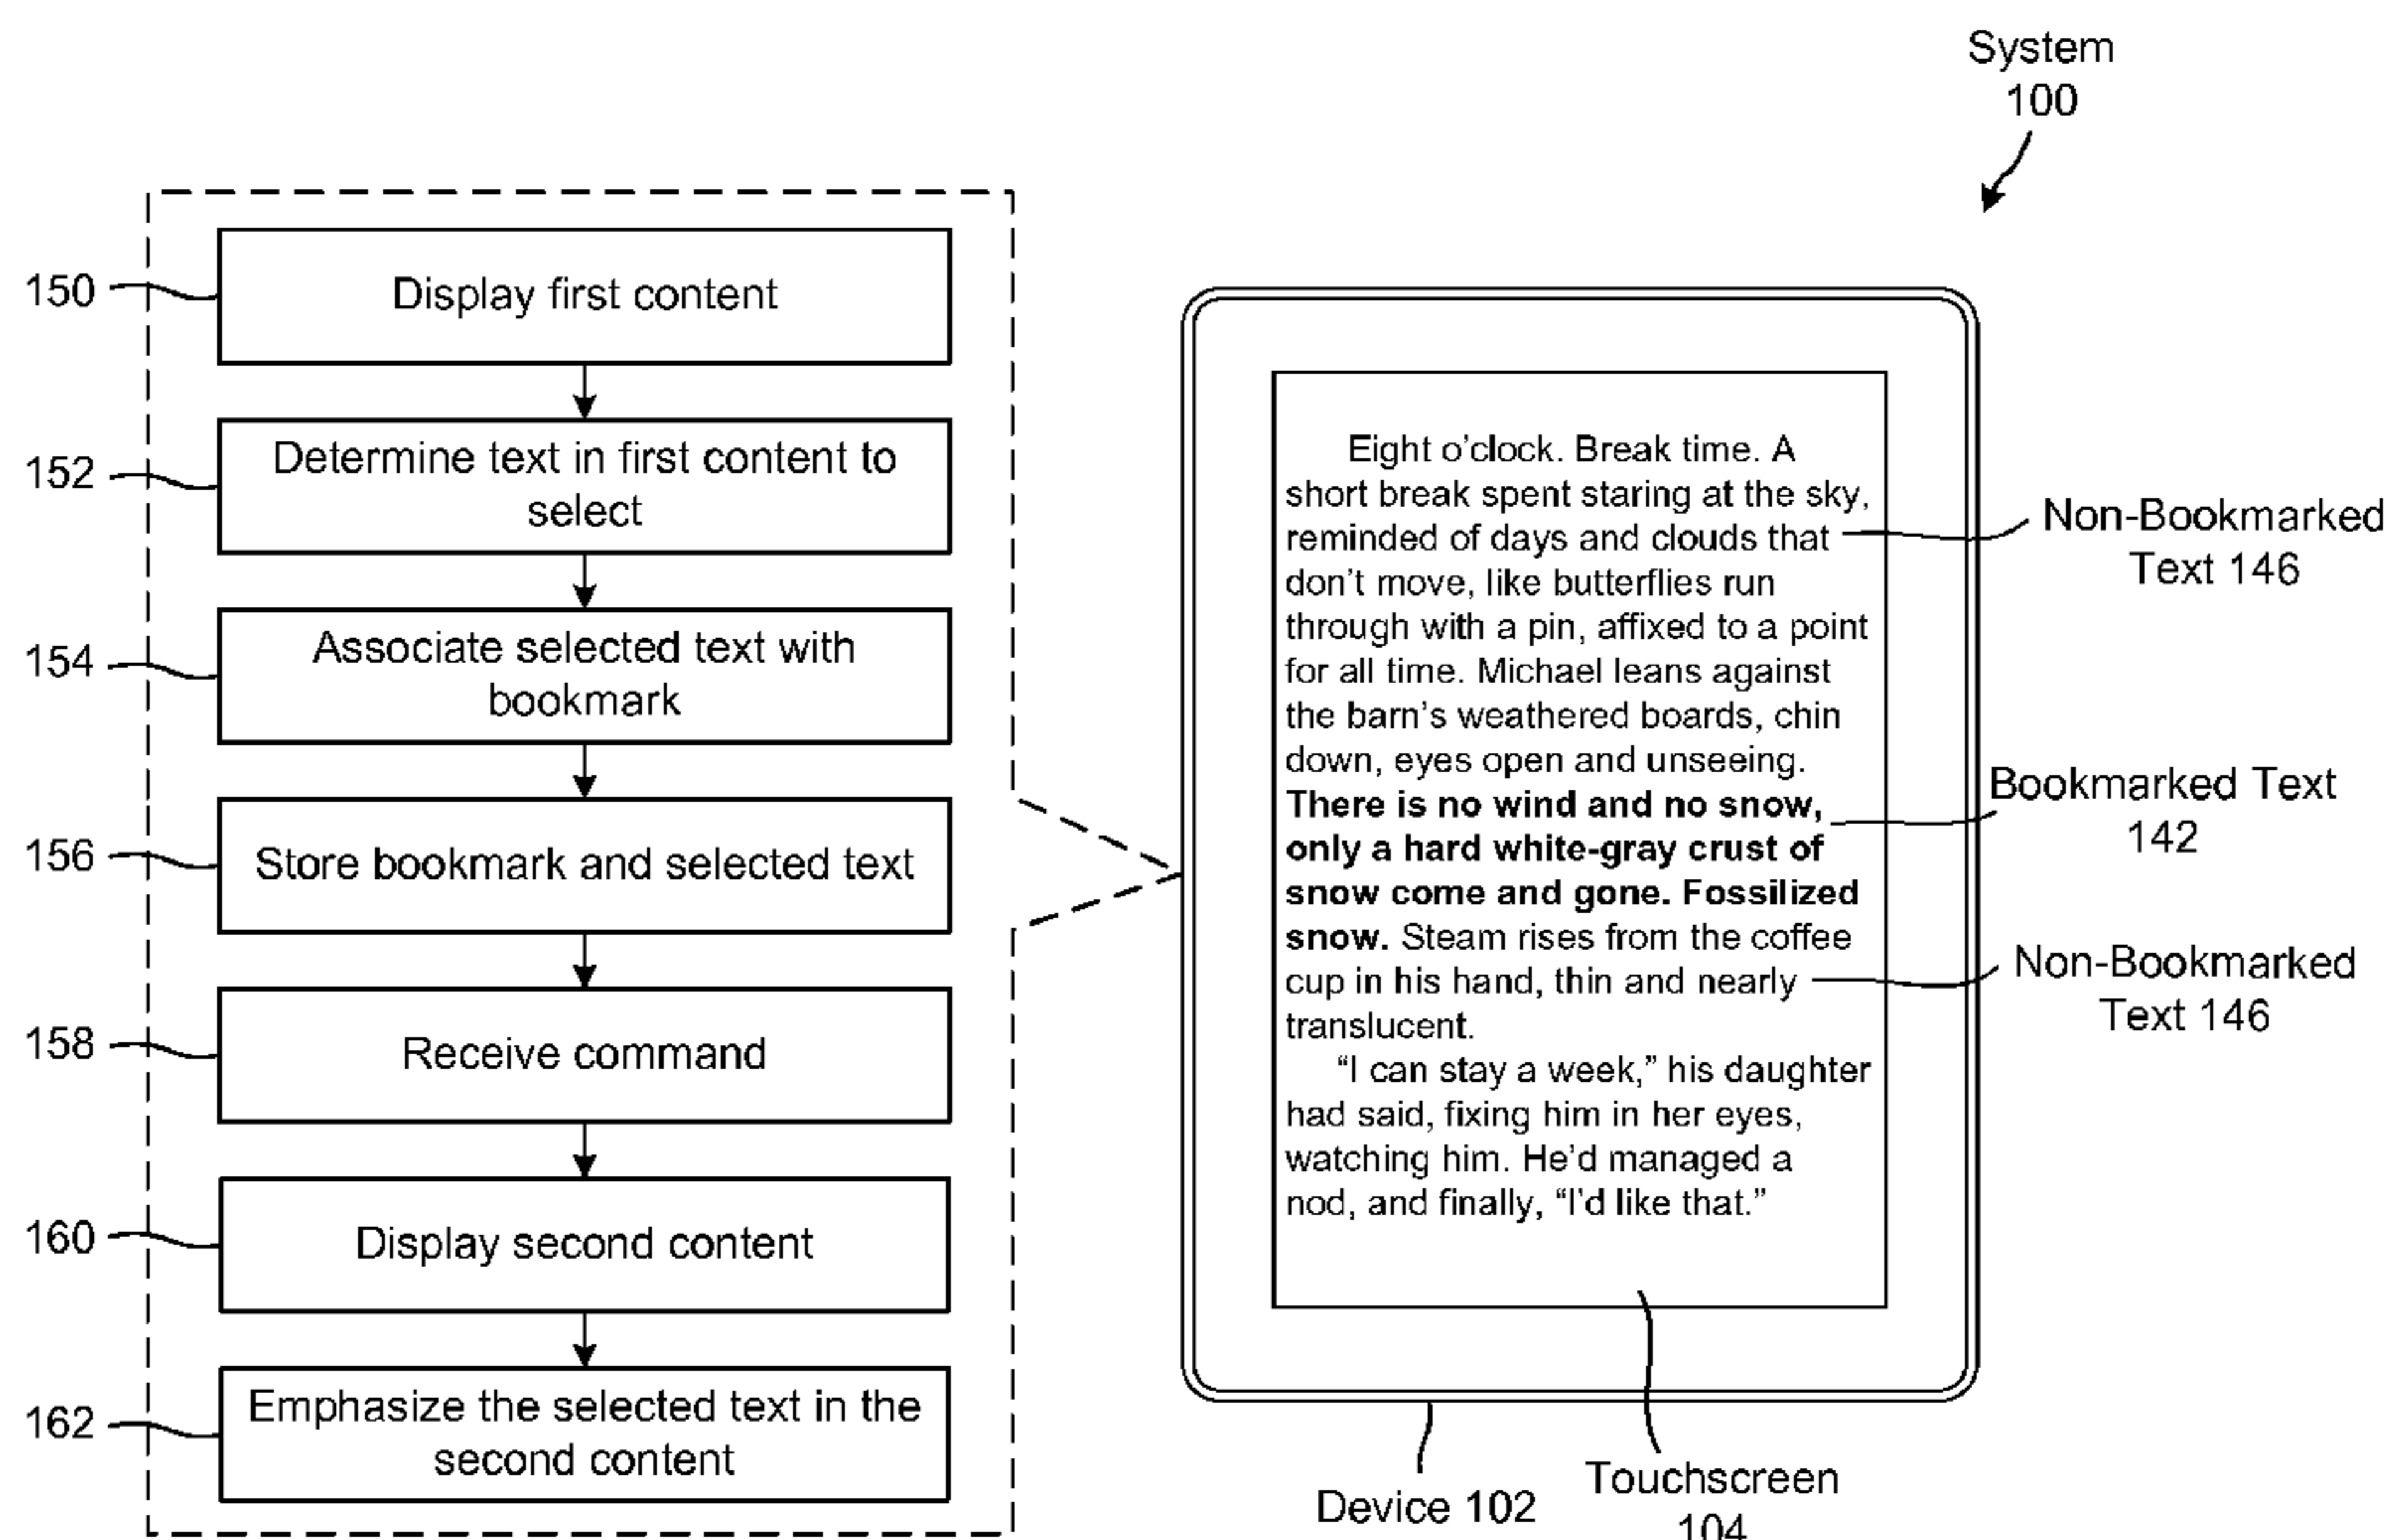 System
100
150
Display first content
152
Determine text in first content to
select
154
Associate selected text with
bookmark
156
Store bookmark and selected text
158
Receive command
160
Display second content
162
Emphasize the selected text in the
second content
Eight o’clock. Break time. A
short break spent staring at the sky,
reminded of days and clouds that
don’t move, like butterflies run
through with a pin, affixed to a point
for all time. Michael leans against
the barn’s weathered boards, chin
down, eyes open and unseeing.
There is no wind and no snow,
only a hard white-gray crust of
snow come and gone. Fossilized
snow. Steam rises from the coffee
cup in his hand, thin and nearly
translucent.
“I can stay a week,” his daughter
had said, fixing him in her eyes,
watching him. He’d managed a
nod, and finally, “I’d like that.”
Non-Bookmarked
Text 146
Bookmarked Text
142
Non-Bookmarked
Text 146
Device 102
Touchscreen
104